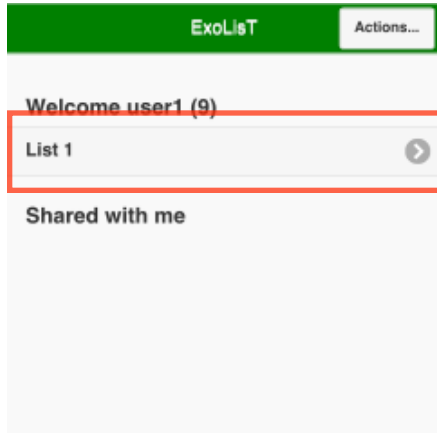 ExoLisT
Actions...
Welcome user1 (9)
List 1
Shared with me